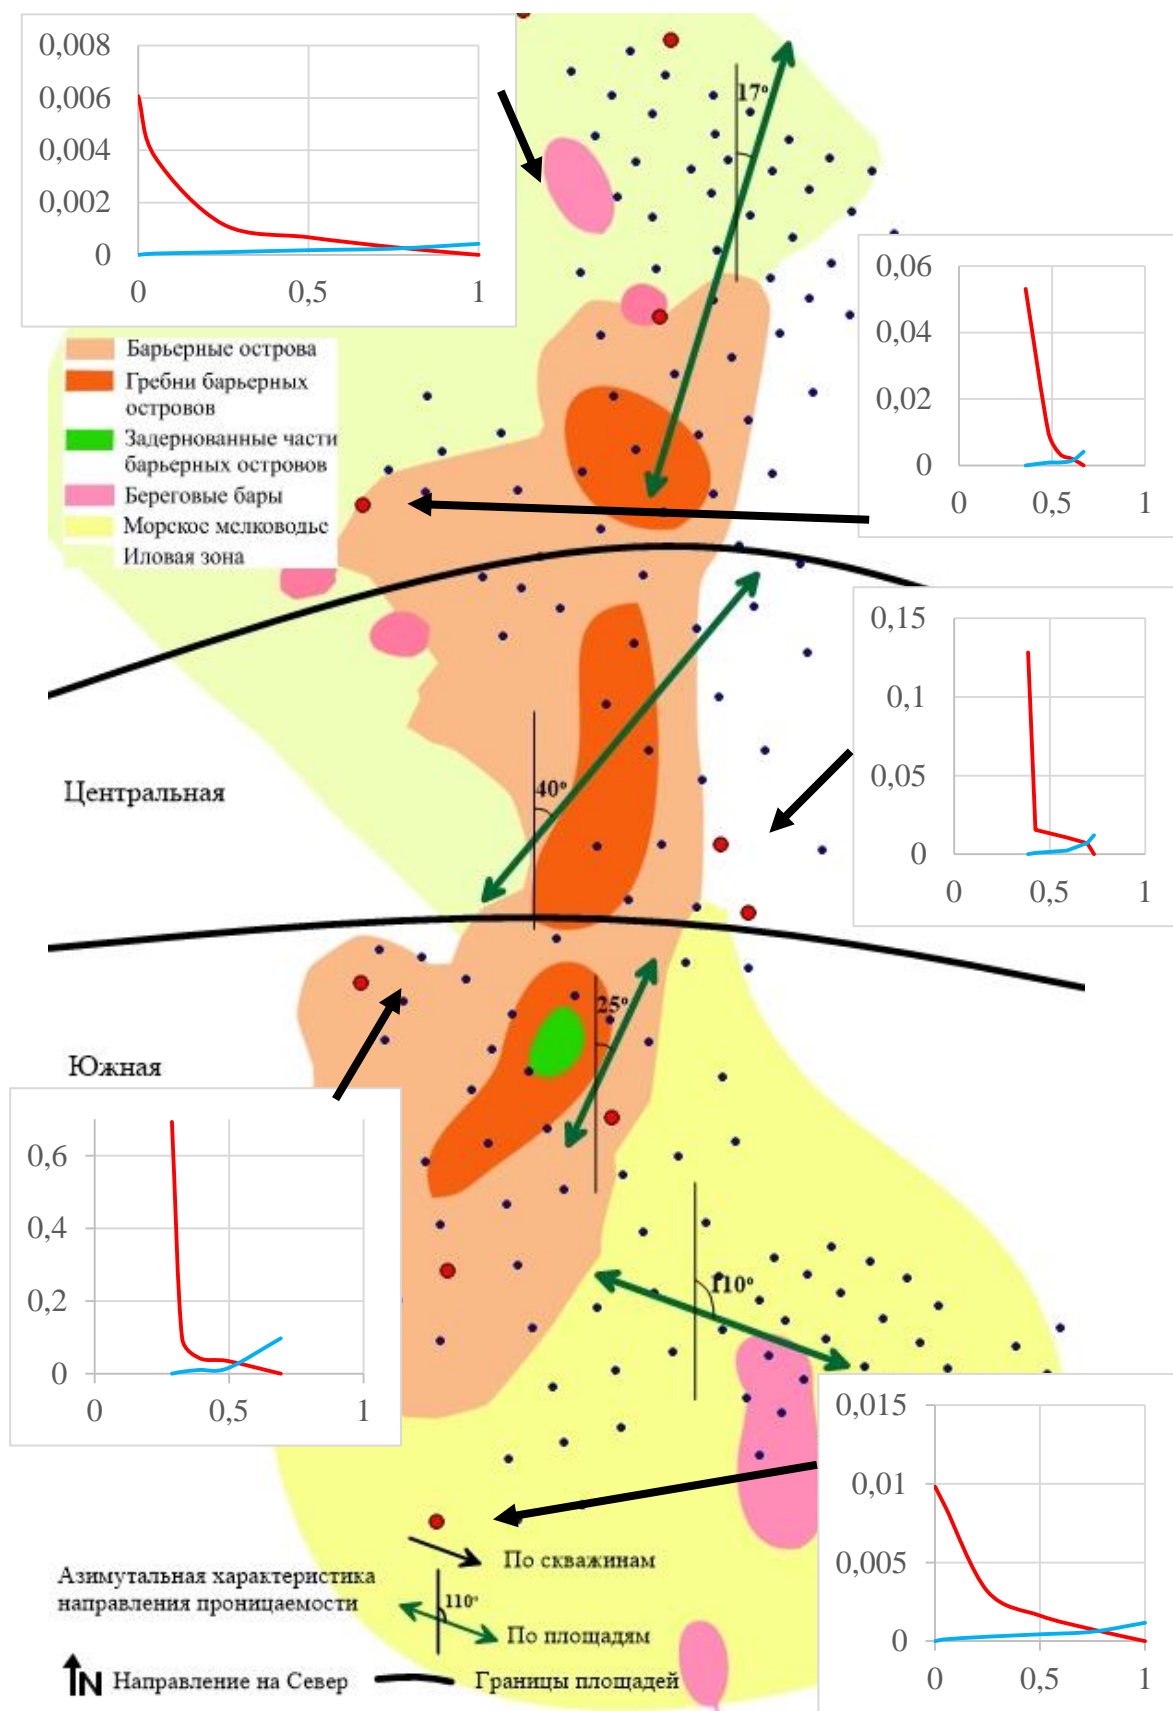 0,008
0,006
0,004
0,002
0
0
0,5
1
17°
0,06
0,04
0,02
0
0
0,5
1
Барьерные острова
Гребни барьерных
островов
Задернованные части
барьерных островов
Береговые бары
Морское мелководье
Иловая зона
0,15
0,1
0,05
0
0
0,5
1
Центральная
40°
25°
Южная
0,6
0,4
0,2
0
0
0,5
1
110°
0,015
0,01
0,005
0
0
0,5
1
По скважинам
Азимутальная характеристика
направления проницаемости
110°
По площадям
N
Направление на Север
Границы площадей